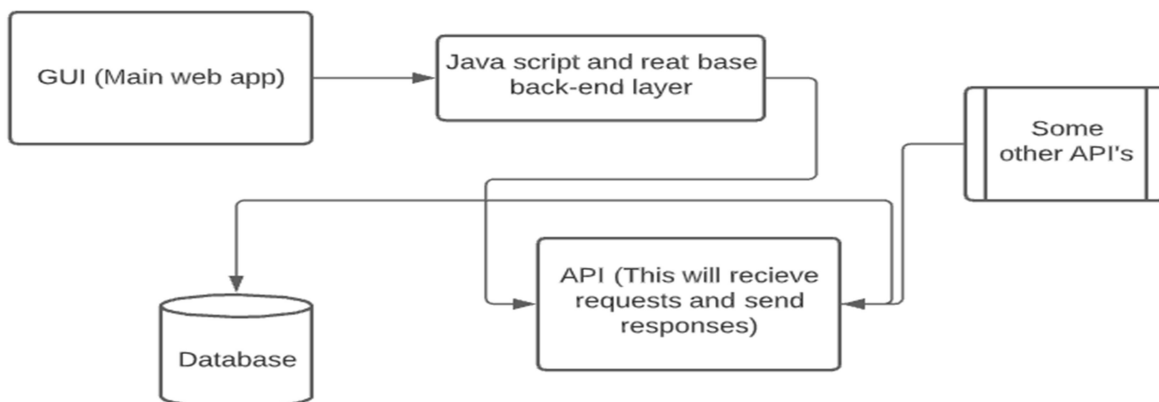 GUI (Main web app)
Java script and reat base
back-end layer
Some
other API's
API (This will recieve
requests and send
responses)
Database